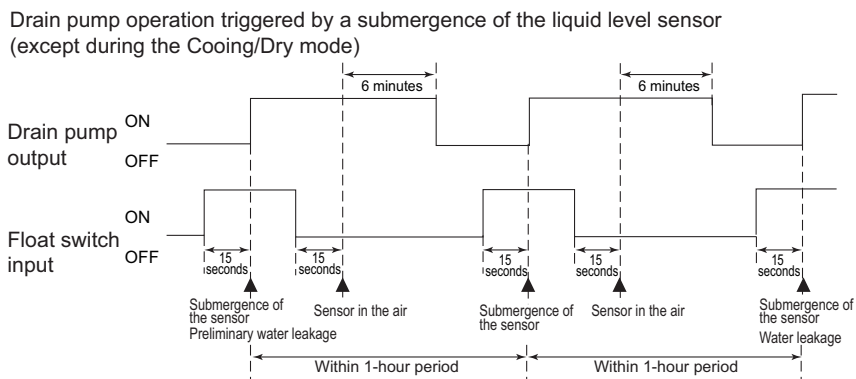 Drain pump operation triggered by a submergence of the liquid level sensor
(except during the Cooing/Dry mode)
6 minutes
6 minutes
Drain pump
output
ON
OFF
Float switch
input
ON
OFF
15
seconds
15
seconds
15
seconds
15
seconds
15
seconds
Submergence of
the sensor
Preliminary water leakage
Sensor in the air
Submergence of
the sensor
Sensor in the air
Submergence of
the sensor
Water leakage
Within 1-hour period
Within 1-hour period